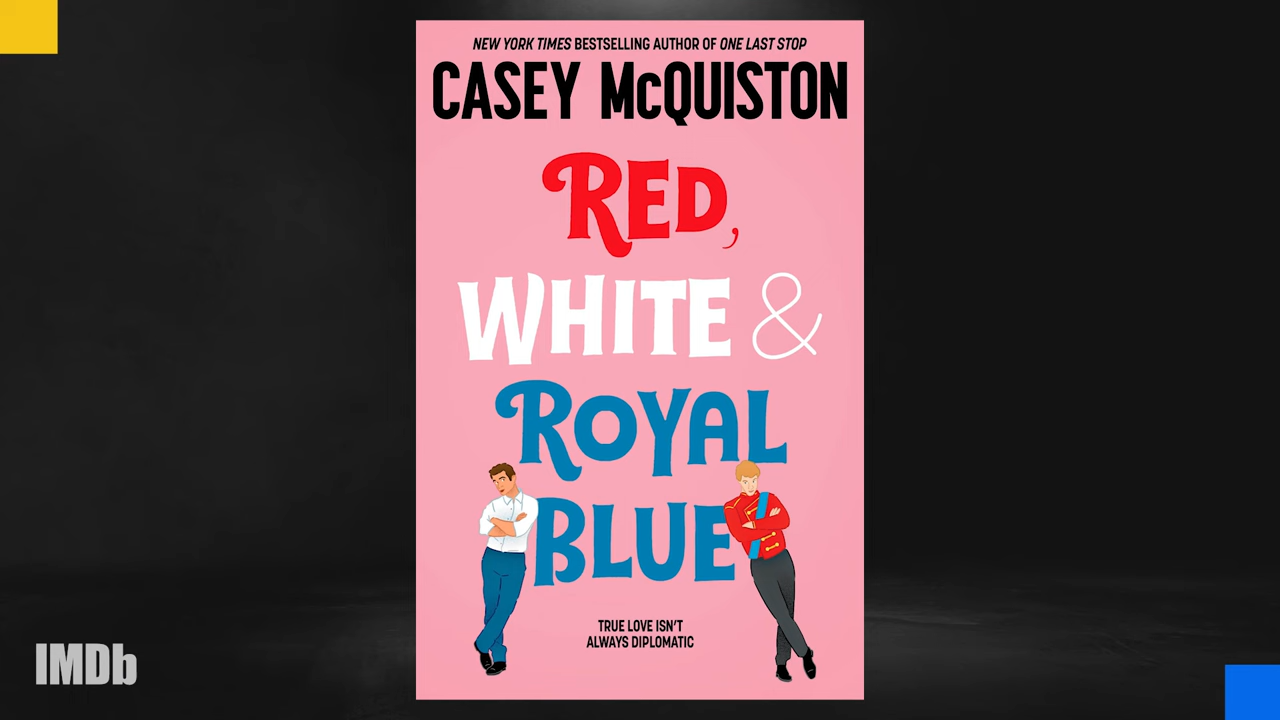 NEW YORK TIMES BESTSELLING AUTHOR OF ONE LAST STOP
CASEY McQUISTON
RED,
WHITE &
ROYAL
BLUE
TRUE LOVE ISN'T
ALWAYS DIPLOMATIC
IMDb